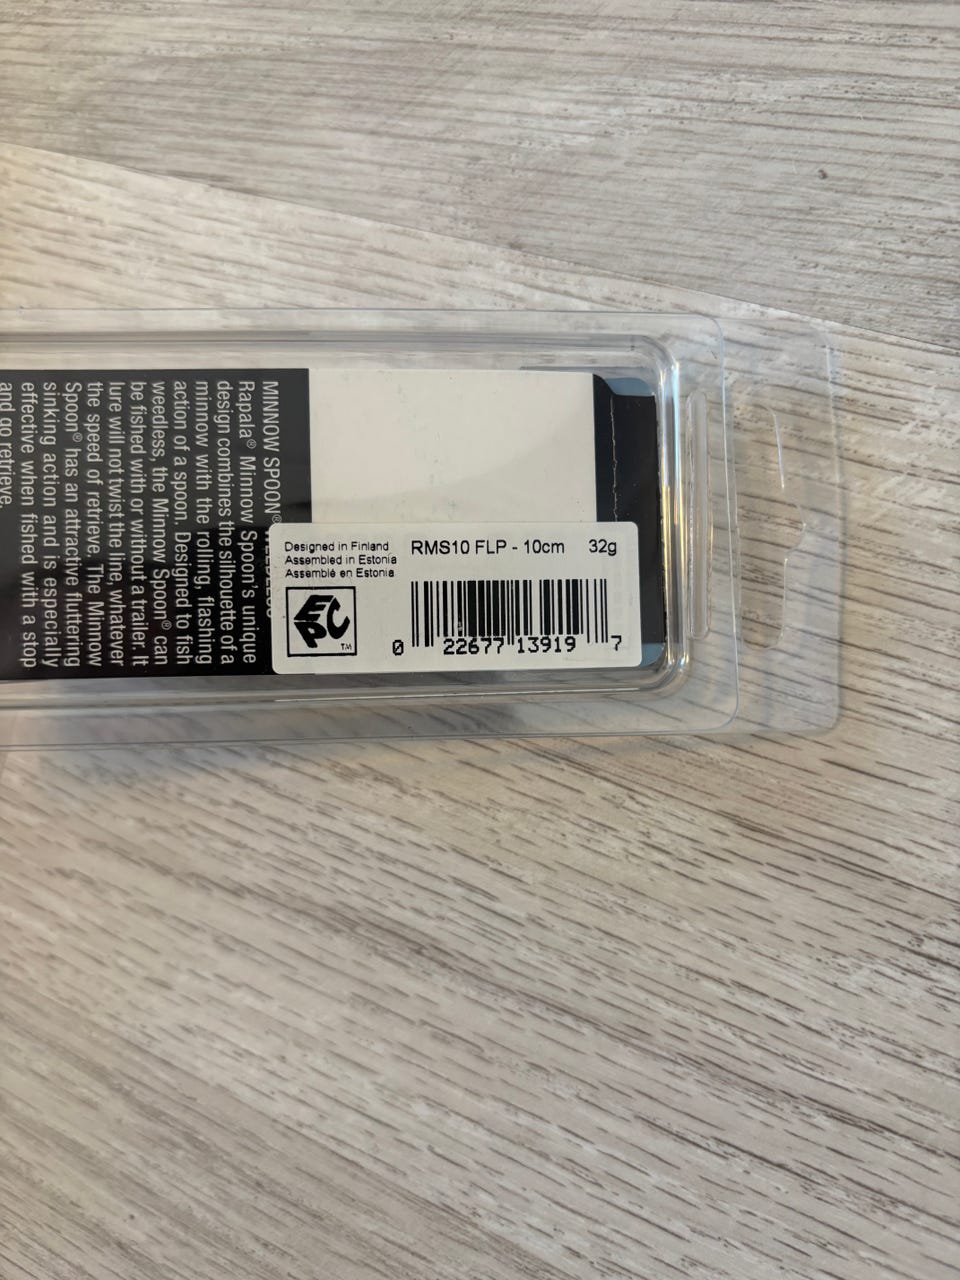 MINNOW SPOON®
Rapala® Minnow Spoon's unique
design combines the silhouette of a
minnow with the rolling, flashing
action of a spoon. Designed to fish
weedless, the Minnow Spoon® can
be fished with or without a trailer. It
lure will not twist the line, whatever
the speed of retrieve. The Minnow
Spoon® has an attractive fluttering
sinking action and is especially
effective when fished with a stop
and go retrieve.
Designed in Finland
Assembled in Estonia
Assemblé en Estonia
RMS10 FLP - 10cm 32g
EPC
TM
0 22677 13919 7